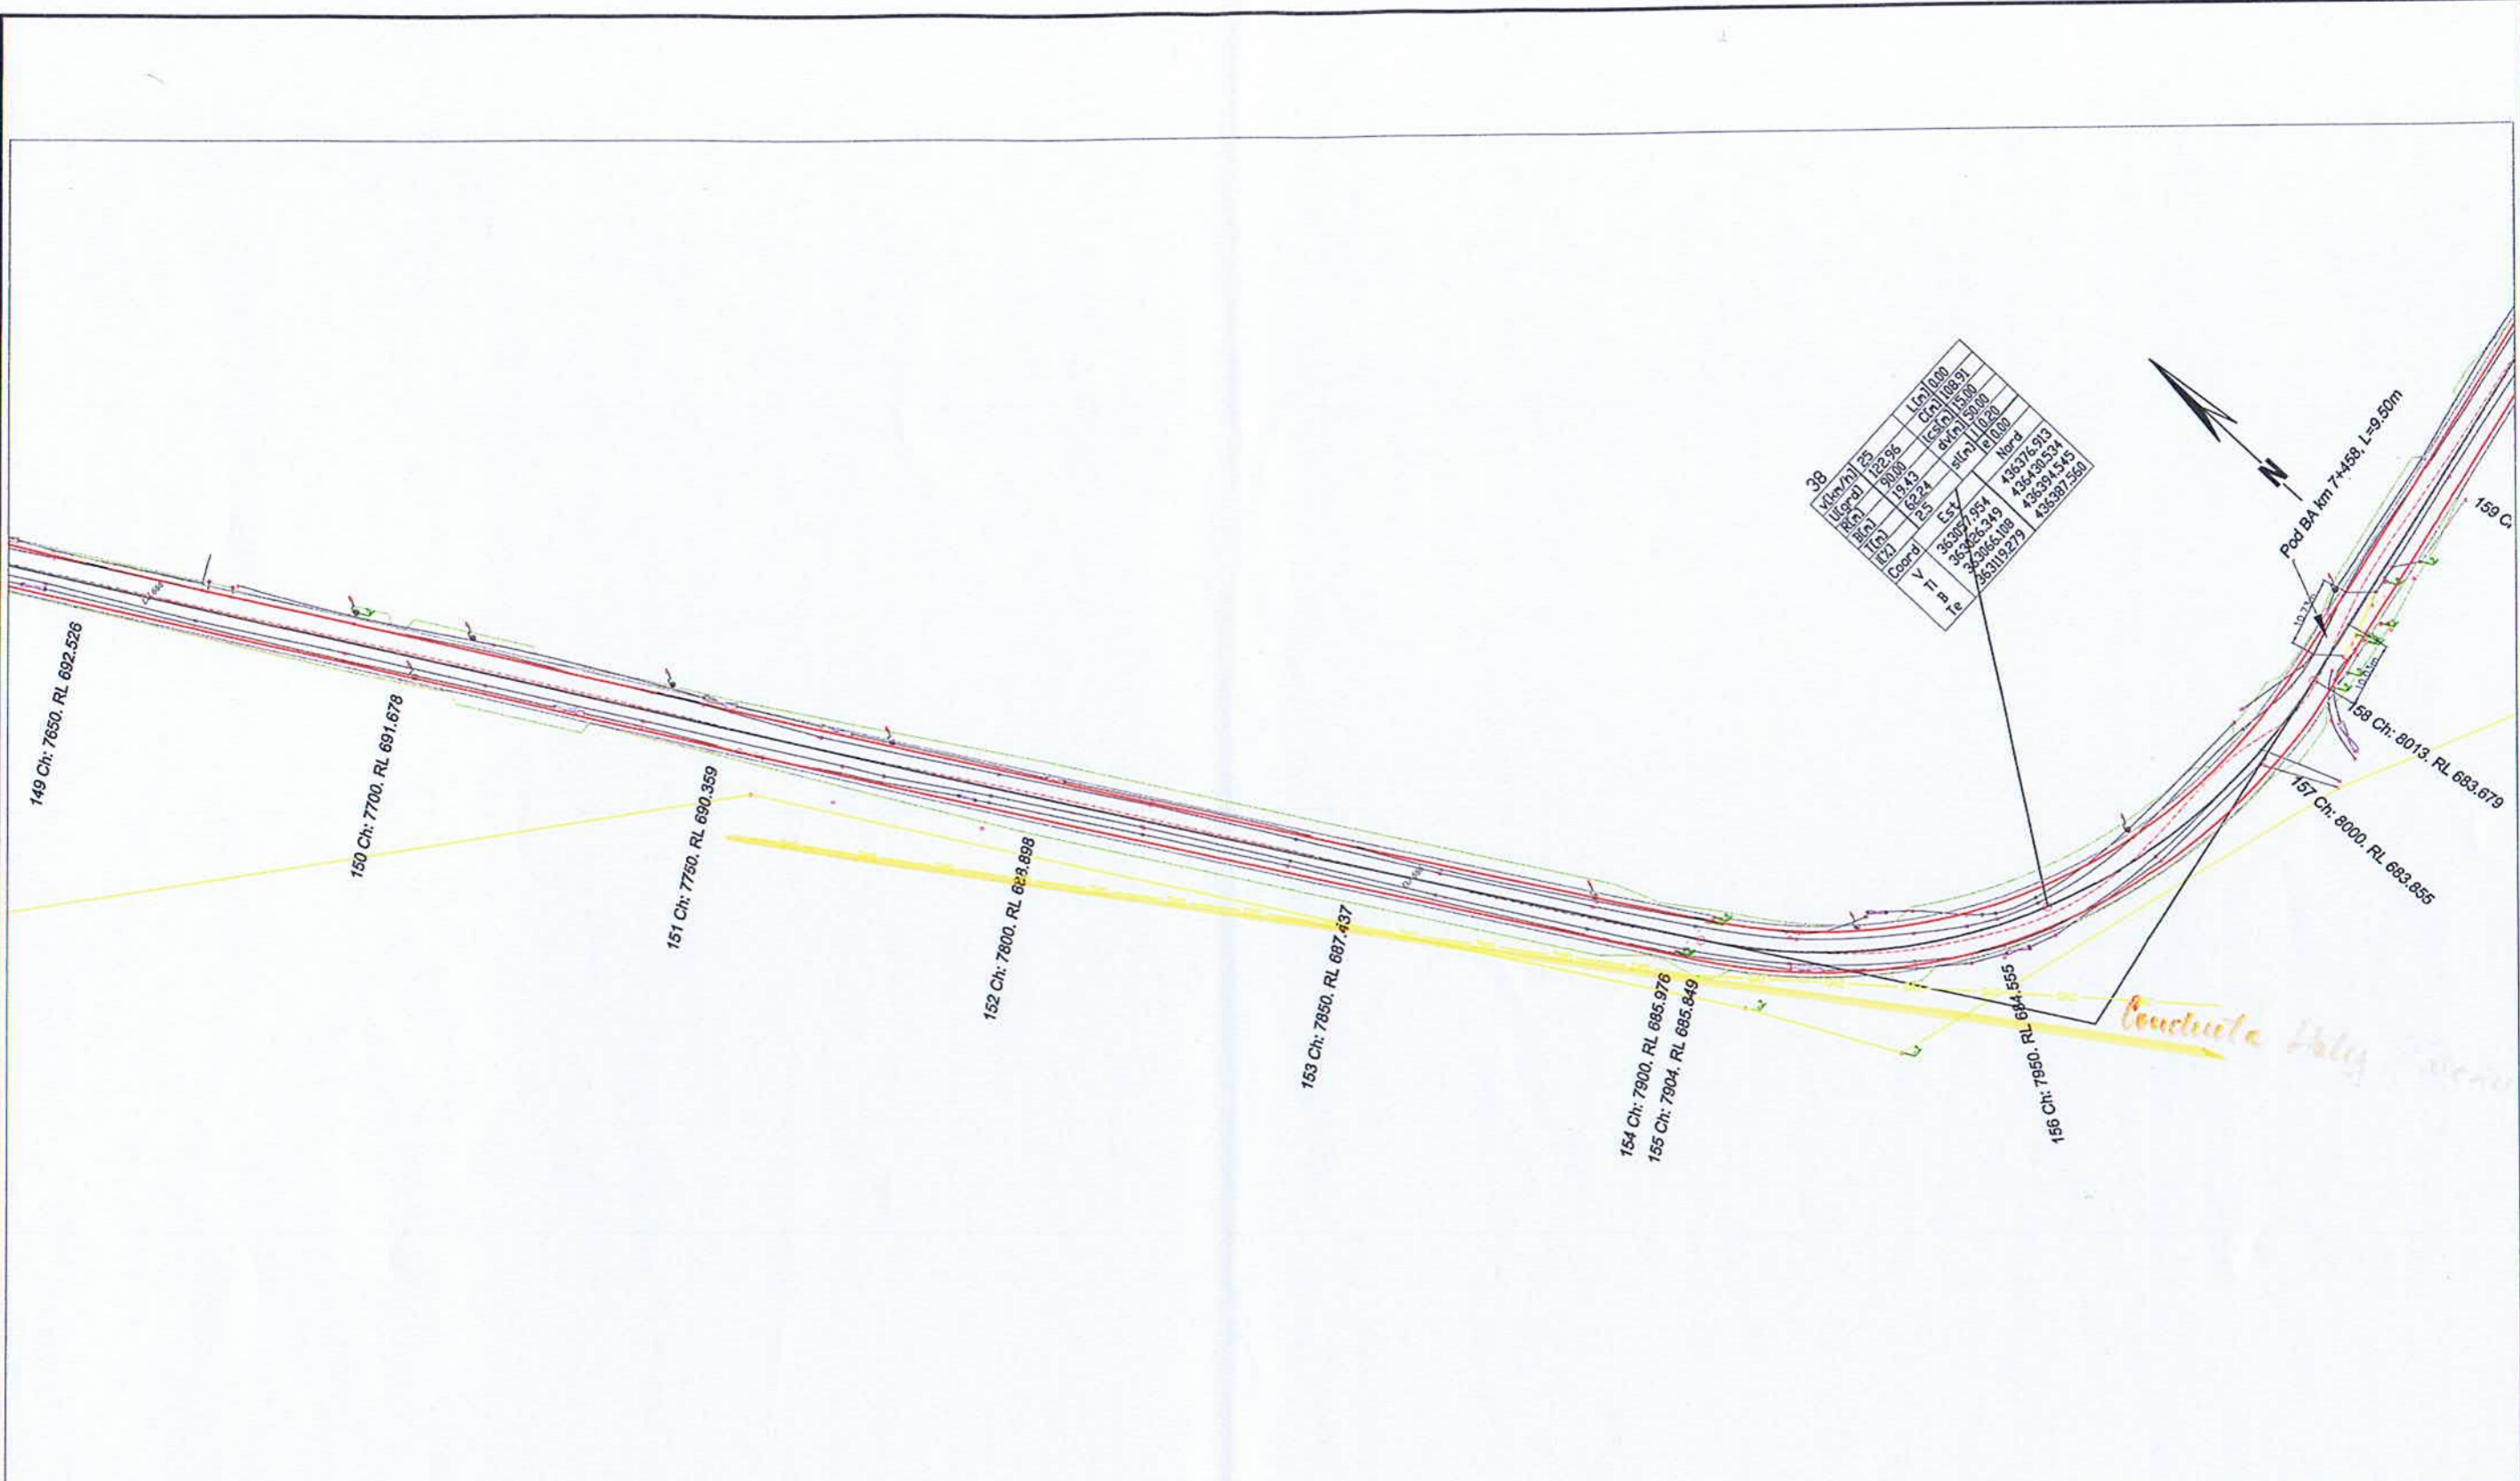 149 Ch: 7650. RL 692.526
150 Ch: 7700. RL 691.678
151 Ch: 7750. RL 690.359
152 Ch: 7800. RL 688.898
153 Ch: 7850. RL 687.437
154 Ch: 7900. RL 685.976
155 Ch: 7904. RL 685.849
156 Ch: 7950. RL 684.555
157 Ch: 8000. RL 683.855
158 Ch: 8013. RL 683.679
159 C
Pod BA km 7+458, L=9.50m
N
38
v[km/h] 25 L[m] 0.00
U[grd] 122.96 C[m] 108.91
R[m] 90.00 lcs[m] 15.00
B[m] 19.43 dv[m] 50.00
T[m] 62.24 sl[m] 0.20
i[%] 2.5 e 0.00
Coord Est Nord
V 363057.954 436376.913
Ti 363026.349 436430.534
B 363066.108 436394.545
Te 363119.279 436387.560
Conducta